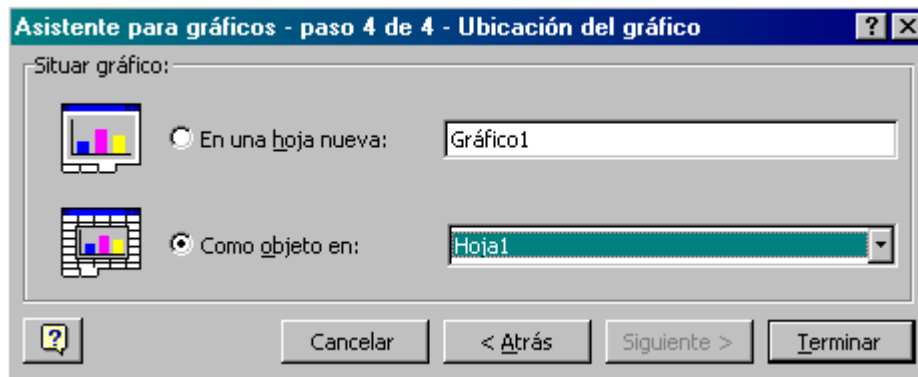 Asistente para gráficos - paso 4 de 4 - Ubicación del gráfico
Situar gráfico:
En una hoja nueva: Gráfico1
Como objeto en: Hoja1
Cancelar < Atrás Siguiente > Terminar